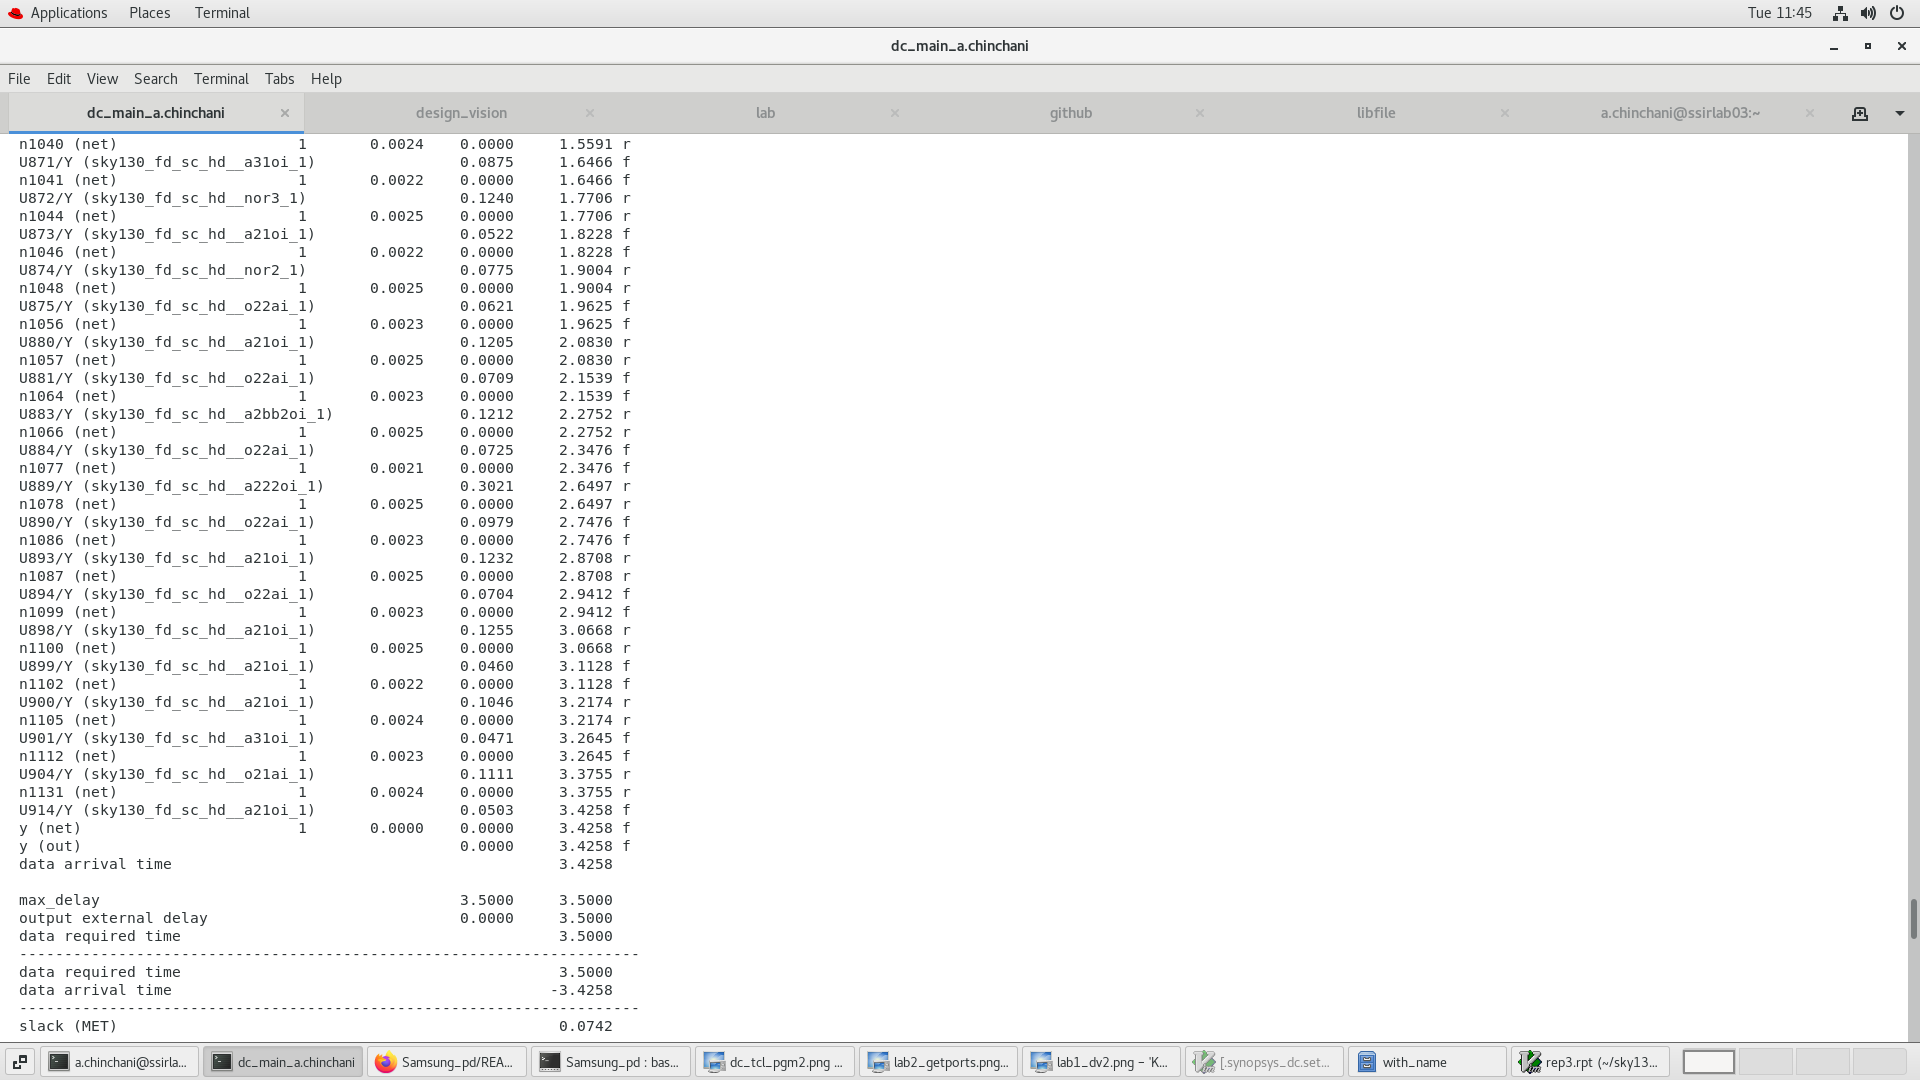 Applications Places Terminal Tue 11:45
dc_main_a.chinchani
File Edit View Search Terminal Tabs Help
dc_main_a.chinchani × design_vision × lab × github × libfile × a.chinchani@ssirlab03:~ ×
n1040 (net) 1 0.0024 0.0000 1.5591 r
U871/Y (sky130_fd_sc_hd__a31oi_1) 0.0875 1.6466 f
n1041 (net) 1 0.0022 0.0000 1.6466 f
U872/Y (sky130_fd_sc_hd__nor3_1) 0.1240 1.7706 r
n1044 (net) 1 0.0025 0.0000 1.7706 r
U873/Y (sky130_fd_sc_hd__a21oi_1) 0.0522 1.8228 f
n1046 (net) 1 0.0022 0.0000 1.8228 f
U874/Y (sky130_fd_sc_hd__nor2_1) 0.0775 1.9004 r
n1048 (net) 1 0.0025 0.0000 1.9004 r
U875/Y (sky130_fd_sc_hd__o22ai_1) 0.0621 1.9625 f
n1056 (net) 1 0.0023 0.0000 1.9625 f
U880/Y (sky130_fd_sc_hd__a21oi_1) 0.1205 2.0830 r
n1057 (net) 1 0.0025 0.0000 2.0830 r
U881/Y (sky130_fd_sc_hd__o22ai_1) 0.0709 2.1539 f
n1064 (net) 1 0.0023 0.0000 2.1539 f
U883/Y (sky130_fd_sc_hd__a2bb2oi_1) 0.1212 2.2752 r
n1066 (net) 1 0.0025 0.0000 2.2752 r
U884/Y (sky130_fd_sc_hd__o22ai_1) 0.0725 2.3476 f
n1077 (net) 1 0.0021 0.0000 2.3476 f
U889/Y (sky130_fd_sc_hd__a222oi_1) 0.3021 2.6497 r
n1078 (net) 1 0.0025 0.0000 2.6497 r
U890/Y (sky130_fd_sc_hd__o22ai_1) 0.0979 2.7476 f
n1086 (net) 1 0.0023 0.0000 2.7476 f
U893/Y (sky130_fd_sc_hd__a21oi_1) 0.1232 2.8708 r
n1087 (net) 1 0.0025 0.0000 2.8708 r
U894/Y (sky130_fd_sc_hd__o22ai_1) 0.0704 2.9412 f
n1099 (net) 1 0.0023 0.0000 2.9412 f
U898/Y (sky130_fd_sc_hd__a21oi_1) 0.1255 3.0668 r
n1100 (net) 1 0.0025 0.0000 3.0668 r
U899/Y (sky130_fd_sc_hd__a21oi_1) 0.0460 3.1128 f
n1102 (net) 1 0.0022 0.0000 3.1128 f
U900/Y (sky130_fd_sc_hd__a21oi_1) 0.1046 3.2174 r
n1105 (net) 1 0.0024 0.0000 3.2174 r
U901/Y (sky130_fd_sc_hd__a31oi_1) 0.0471 3.2645 f
n1112 (net) 1 0.0023 0.0000 3.2645 f
U904/Y (sky130_fd_sc_hd__o21ai_1) 0.1111 3.3755 r
n1131 (net) 1 0.0024 0.0000 3.3755 r
U914/Y (sky130_fd_sc_hd__a21oi_1) 0.0503 3.4258 f
y (net) 1 0.0000 0.0000 3.4258 f
y (out) 0.0000 3.4258 f
data arrival time 3.4258
max_delay 3.5000 3.5000
output external delay 0.0000 3.5000
data required time 3.5000
---------------------------------------------------------------------
data required time 3.5000
data arrival time -3.4258
---------------------------------------------------------------------
slack (MET) 0.0742
a.chinchani@ssirla... dc_main_a.chinchani Samsung_pd/REA... Samsung_pd : bas... dc_tcl_pgm2.png ... lab2_getports.png... lab1_dv2.png – 'K... [.synopsys_dc.set... with_name rep3.rpt (~/sky13...